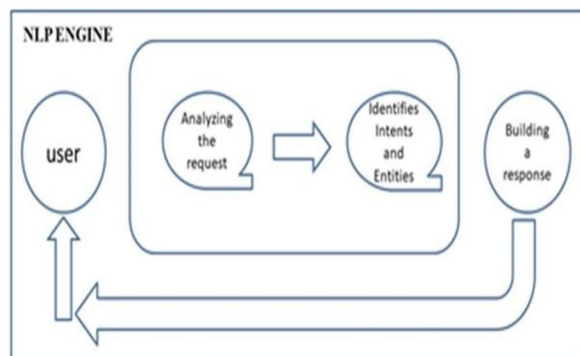 NLP ENGINE
user
Analyzing
the
request
Identifies
Intents
and
Entities
Building
a
response